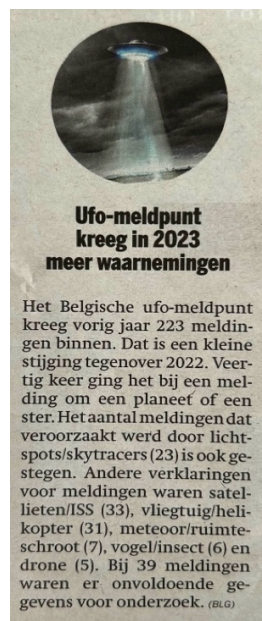 Ufo-meldpunt
kreeg in 2023
meer waarnemingen
Het Belgische ufo-meldpunt
kreeg vorig jaar 223 meldin-
gen binnen. Dat is een kleine
stijging tegenover 2022. Veer-
tig keer ging het bij een mel-
ding om een planeet of een
ster. Het aantal meldingen dat
veroorzaakt werd door licht-
spots/skytracers (23) is ook ge-
stegen. Andere verklaringen
voor meldingen waren satel-
lieten/ISS (33), vliegtuig/heli-
kopter (31), meteoor/ruimte-
schroot (7), vogel/insect (6) en
drone (5). Bij 39 meldingen
waren er onvoldoende ge-
gevens voor onderzoek. (BLG)